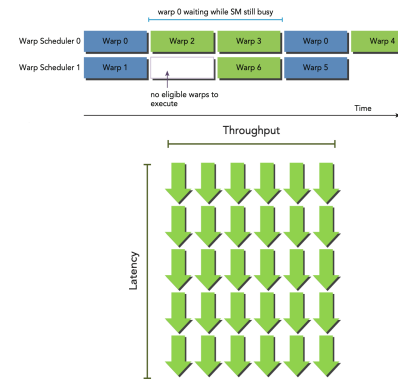 warp 0 waiting while SM still busy
Warp Scheduler 0 Warp 0 Warp 2 Warp 3 Warp 0 Warp 4
Warp Scheduler 1 Warp 1 Warp 6 Warp 5
no eligible warps to
execute
Time
Throughput
Latency